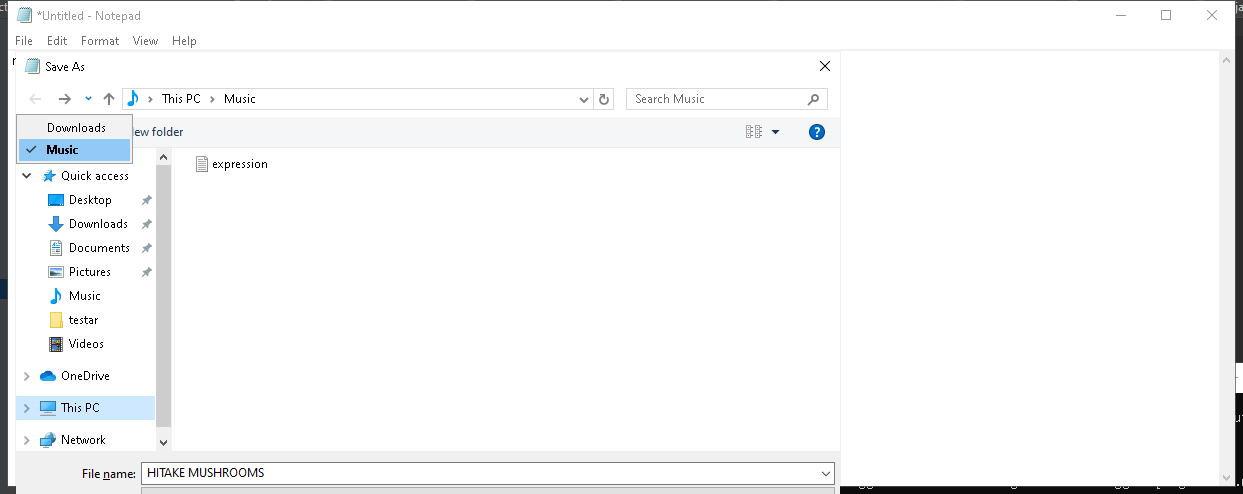 *Untitled - Notepad
File Edit Format View Help
Save As
This PC Music
Search Music
Downloads
Music
ew folder
expression
Quick access
Desktop
Downloads
Documents
Pictures
Music
testar
Videos
OneDrive
This PC
Network
File name: HITAKE MUSHROOMS